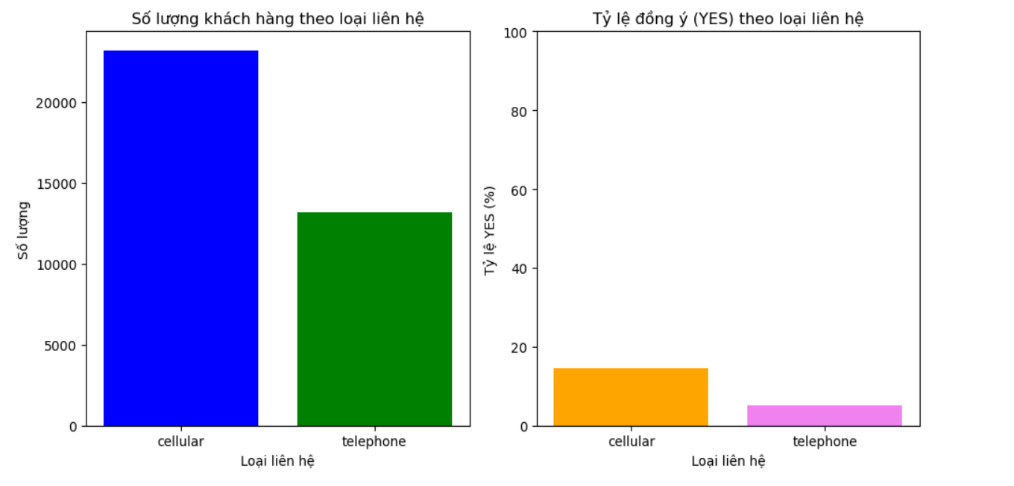 Số lượng khách hàng theo loại liên hệ
Số lượng
20000
15000
10000
5000
0
cellular
telephone
Loại liên hệ
Tỷ lệ đồng ý (YES) theo loại liên hệ
Tỷ lệ YES (%)
100
80
60
40
20
0
cellular
telephone
Loại liên hệ